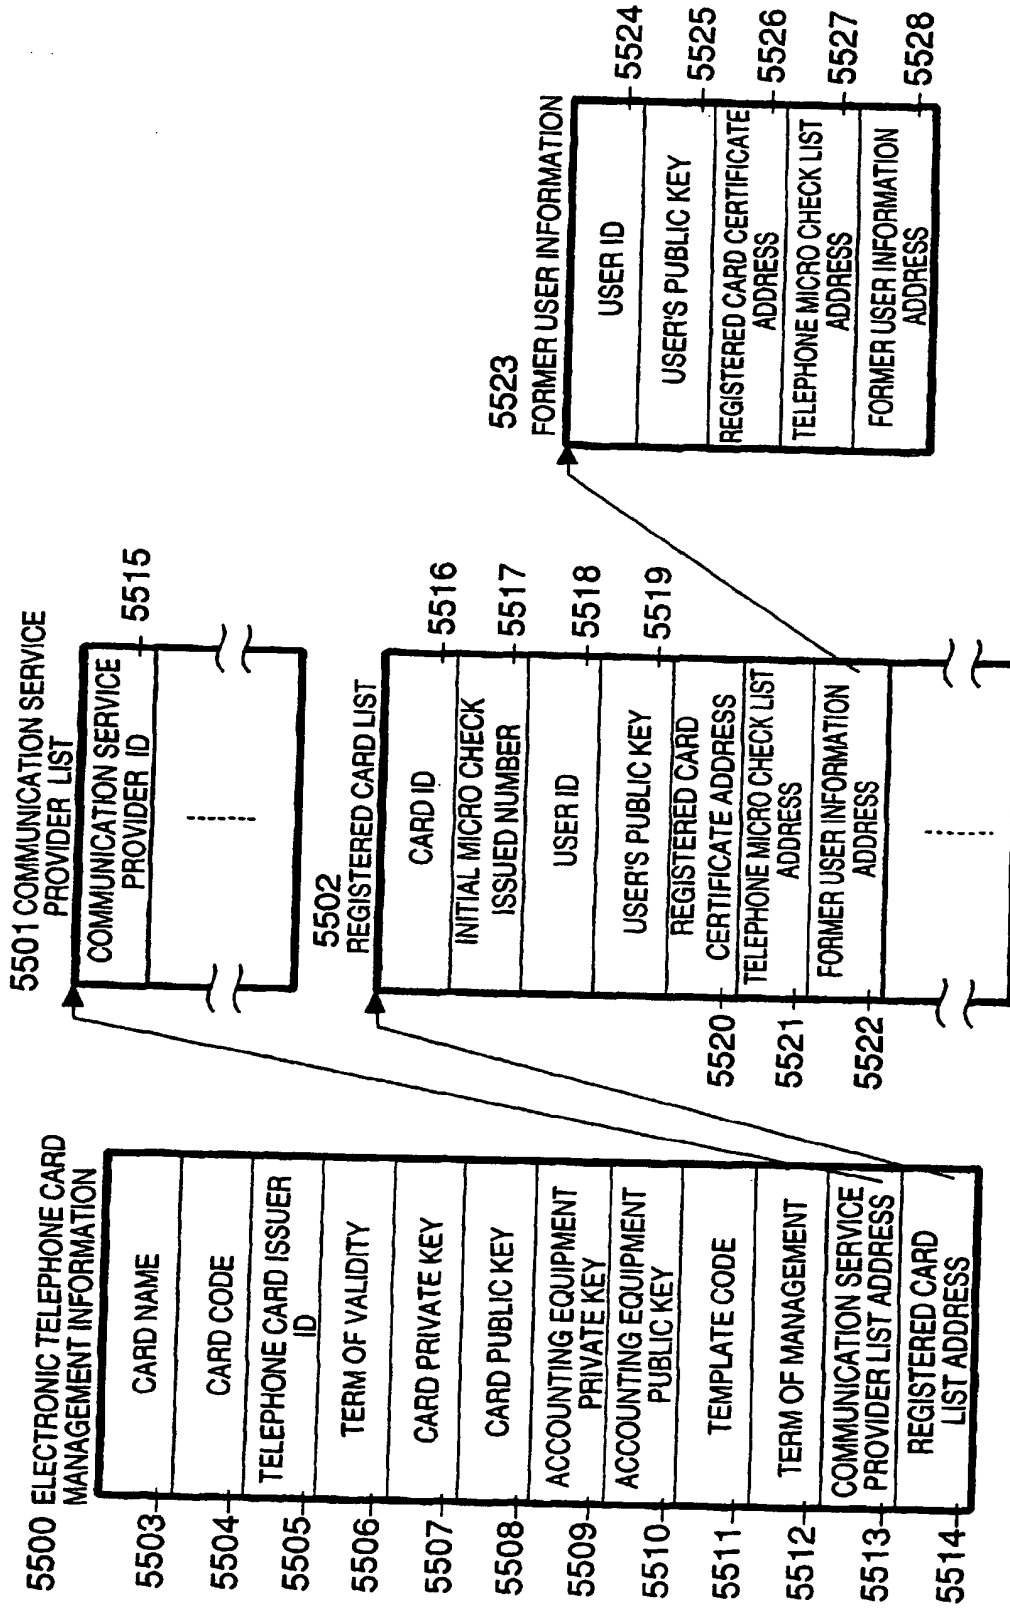 5500 ELECTRONIC TELEPHONE CARD
MANAGEMENT INFORMATION
CARD NAME
5503
CARD CODE
5504
TELEPHONE CARD ISSUER
ID
5505
TERM OF VALIDITY
5506
CARD PRIVATE KEY
5507
CARD PUBLIC KEY
5508
ACCOUNTING EQUIPMENT
PRIVATE KEY
5509
ACCOUNTING EQUIPMENT
PUBLIC KEY
5510
TEMPLATE CODE
5511
TERM OF MANAGEMENT
5512
COMMUNICATION SERVICE
PROVIDER LIST ADDRESS
5513
REGISTERED CARD
LIST ADDRESS
5514
5501 COMMUNICATION SERVICE
PROVIDER LIST
COMMUNICATION SERVICE
PROVIDER ID
5515
5502
REGISTERED CARD LIST
CARD ID
5516
INITIAL MICRO CHECK
ISSUED NUMBER
5517
USER ID
5518
USER'S PUBLIC KEY
5519
REGISTERED CARD
CERTIFICATE ADDRESS
5520
TELEPHONE MICRO CHECK LIST
ADDRESS
5521
FORMER USER INFORMATION
ADDRESS
5522
5523
FORMER USER INFORMATION
USER ID
5524
USER'S PUBLIC KEY
5525
REGISTERED CARD CERTIFICATE
ADDRESS
5526
TELEPHONE MICRO CHECK LIST
ADDRESS
5527
FORMER USER INFORMATION
ADDRESS
5528